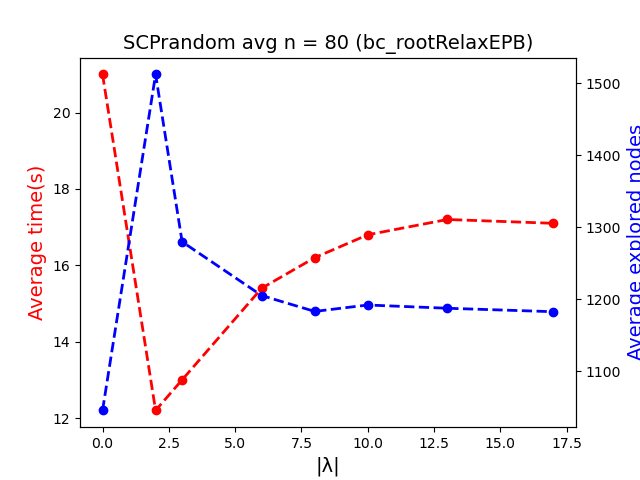 SCPrandom avg n = 80 (bc_rootRelaxEPB)
Average time(s)
20
18
16
14
12
1500
1400
1300
1200
1100
Average explored nodes
0.0 2.5 5.0 7.5 10.0 12.5 15.0 17.5
|λ|